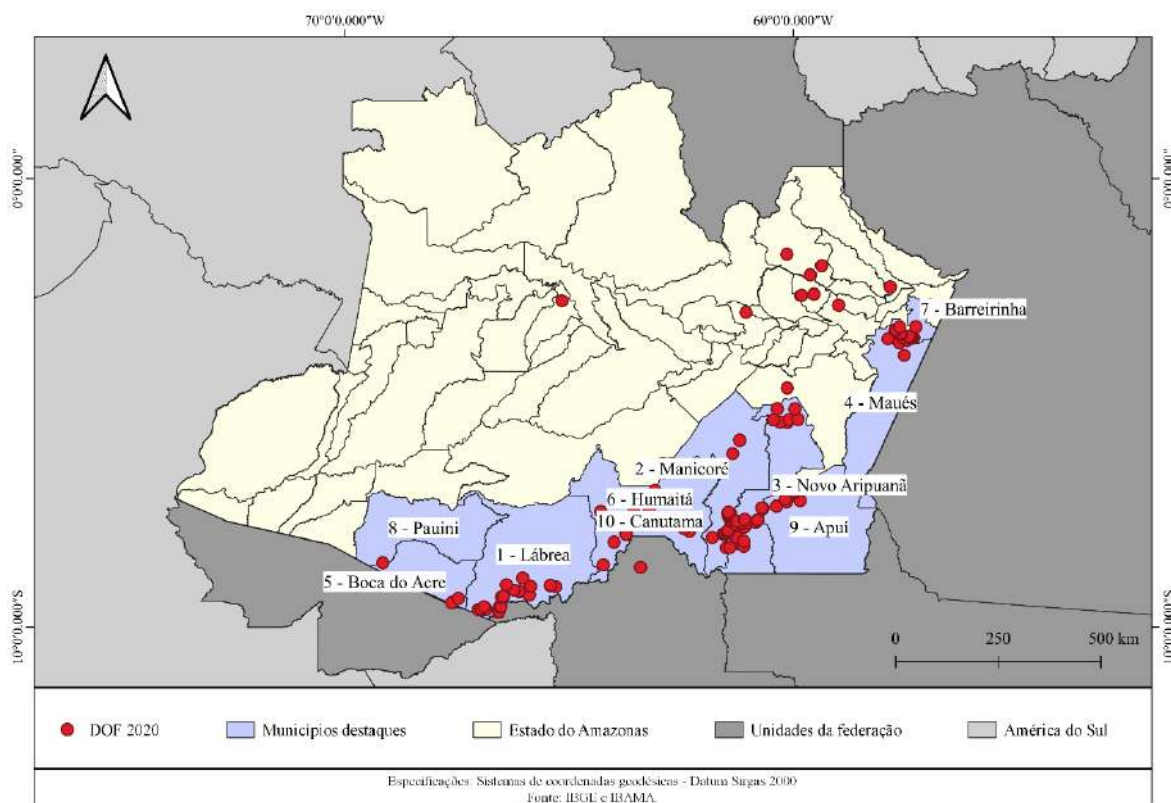 70°0'0.000"W
60°0'0.000"W
0°0'0.000"
0°0'0.000"
7 - Barreirinha
4 - Maués
2 - Manicoré
3 - Novo Aripuanã
6 - Humaitá
8 - Pauini
10 - Canutama
9 - Apuí
1 - Lábrea
5 - Boca do Acre
10°0'0.000"S
10°0'0.000"S
0
250
500 km
DOF 2020
Municípios destaques
Estado do Amazonas
Unidades da federação
América do Sul
Especificações: Sistemas de coordenadas geodésicas - Datum Sirgas 2000
Fonte: IBGE e IBAMA.